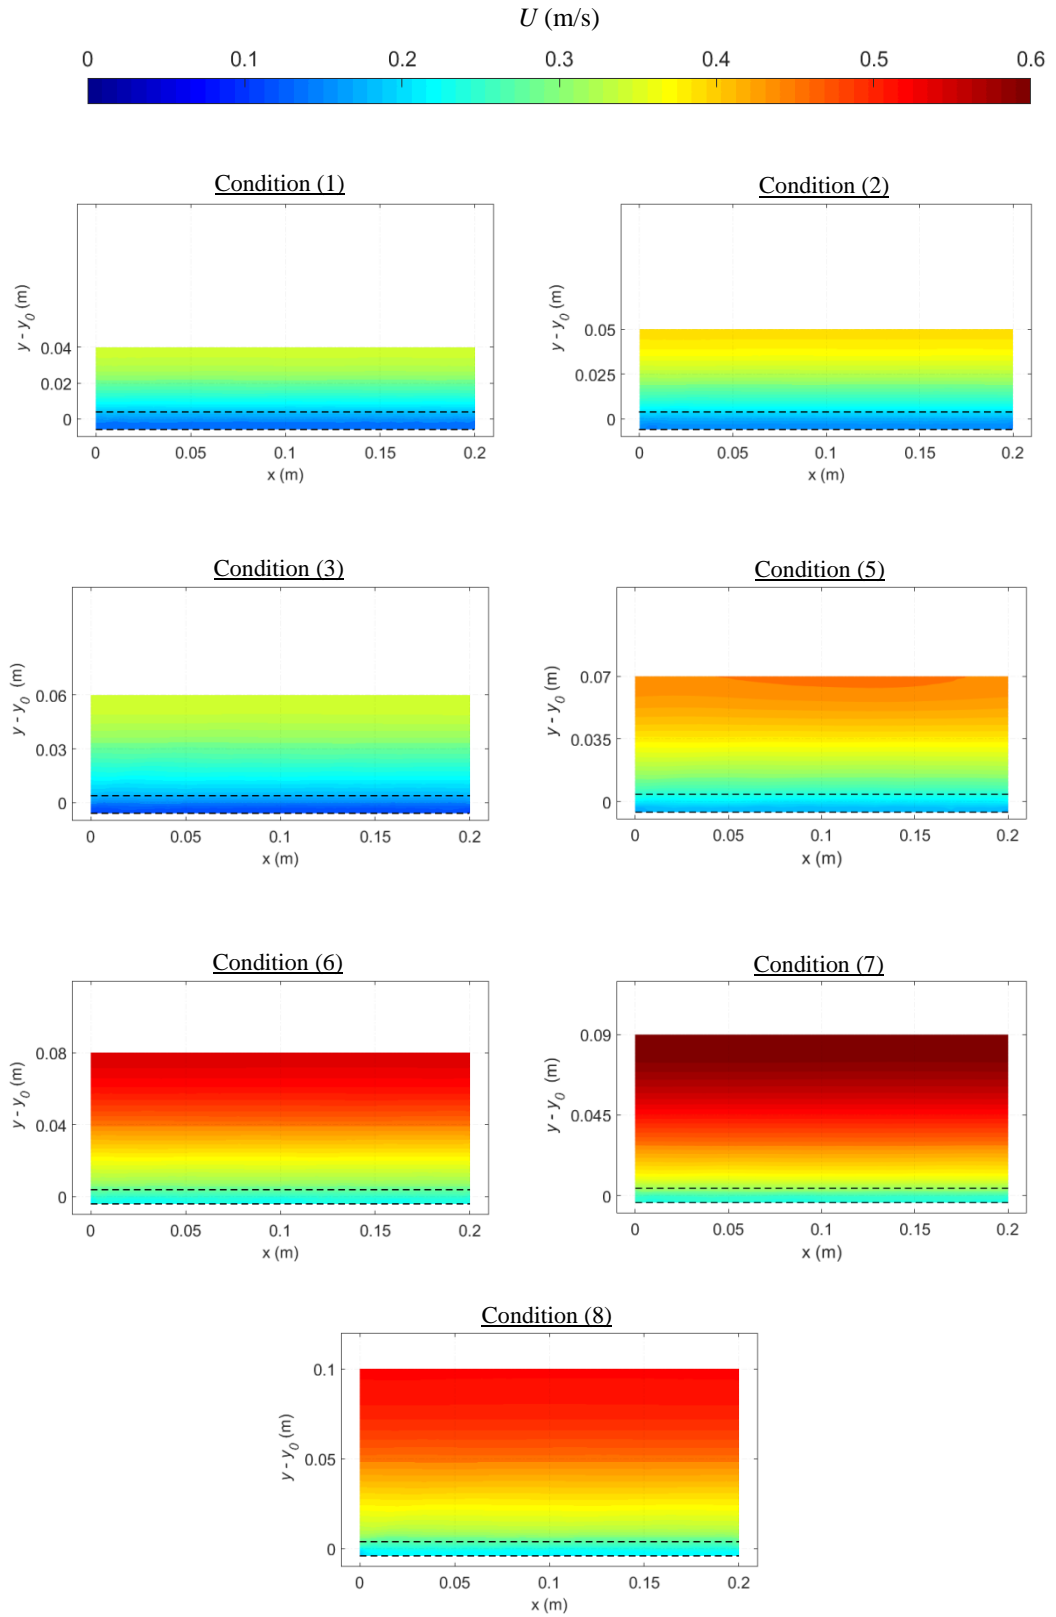 U (m/s)
0 0.1 0.2 0.3 0.4 0.5 0.6
Condition (1)
y - y0 (m)
0.04
0.02
0
0 0.05 0.1 0.15 0.2
x (m)
Condition (2)
y - y0 (m)
0.05
0.025
0
0 0.05 0.1 0.15 0.2
x (m)
Condition (3)
y - y0 (m)
0.06
0.03
0
0 0.05 0.1 0.15 0.2
x (m)
Condition (5)
y - y0 (m)
0.07
0.035
0
0 0.05 0.1 0.15 0.2
x (m)
Condition (6)
y - y0 (m)
0.08
0.04
0
0 0.05 0.1 0.15 0.2
x (m)
Condition (7)
y - y0 (m)
0.09
0.045
0
0 0.05 0.1 0.15 0.2
x (m)
Condition (8)
y - y0 (m)
0.1
0.05
0
0 0.05 0.1 0.15 0.2
x (m)